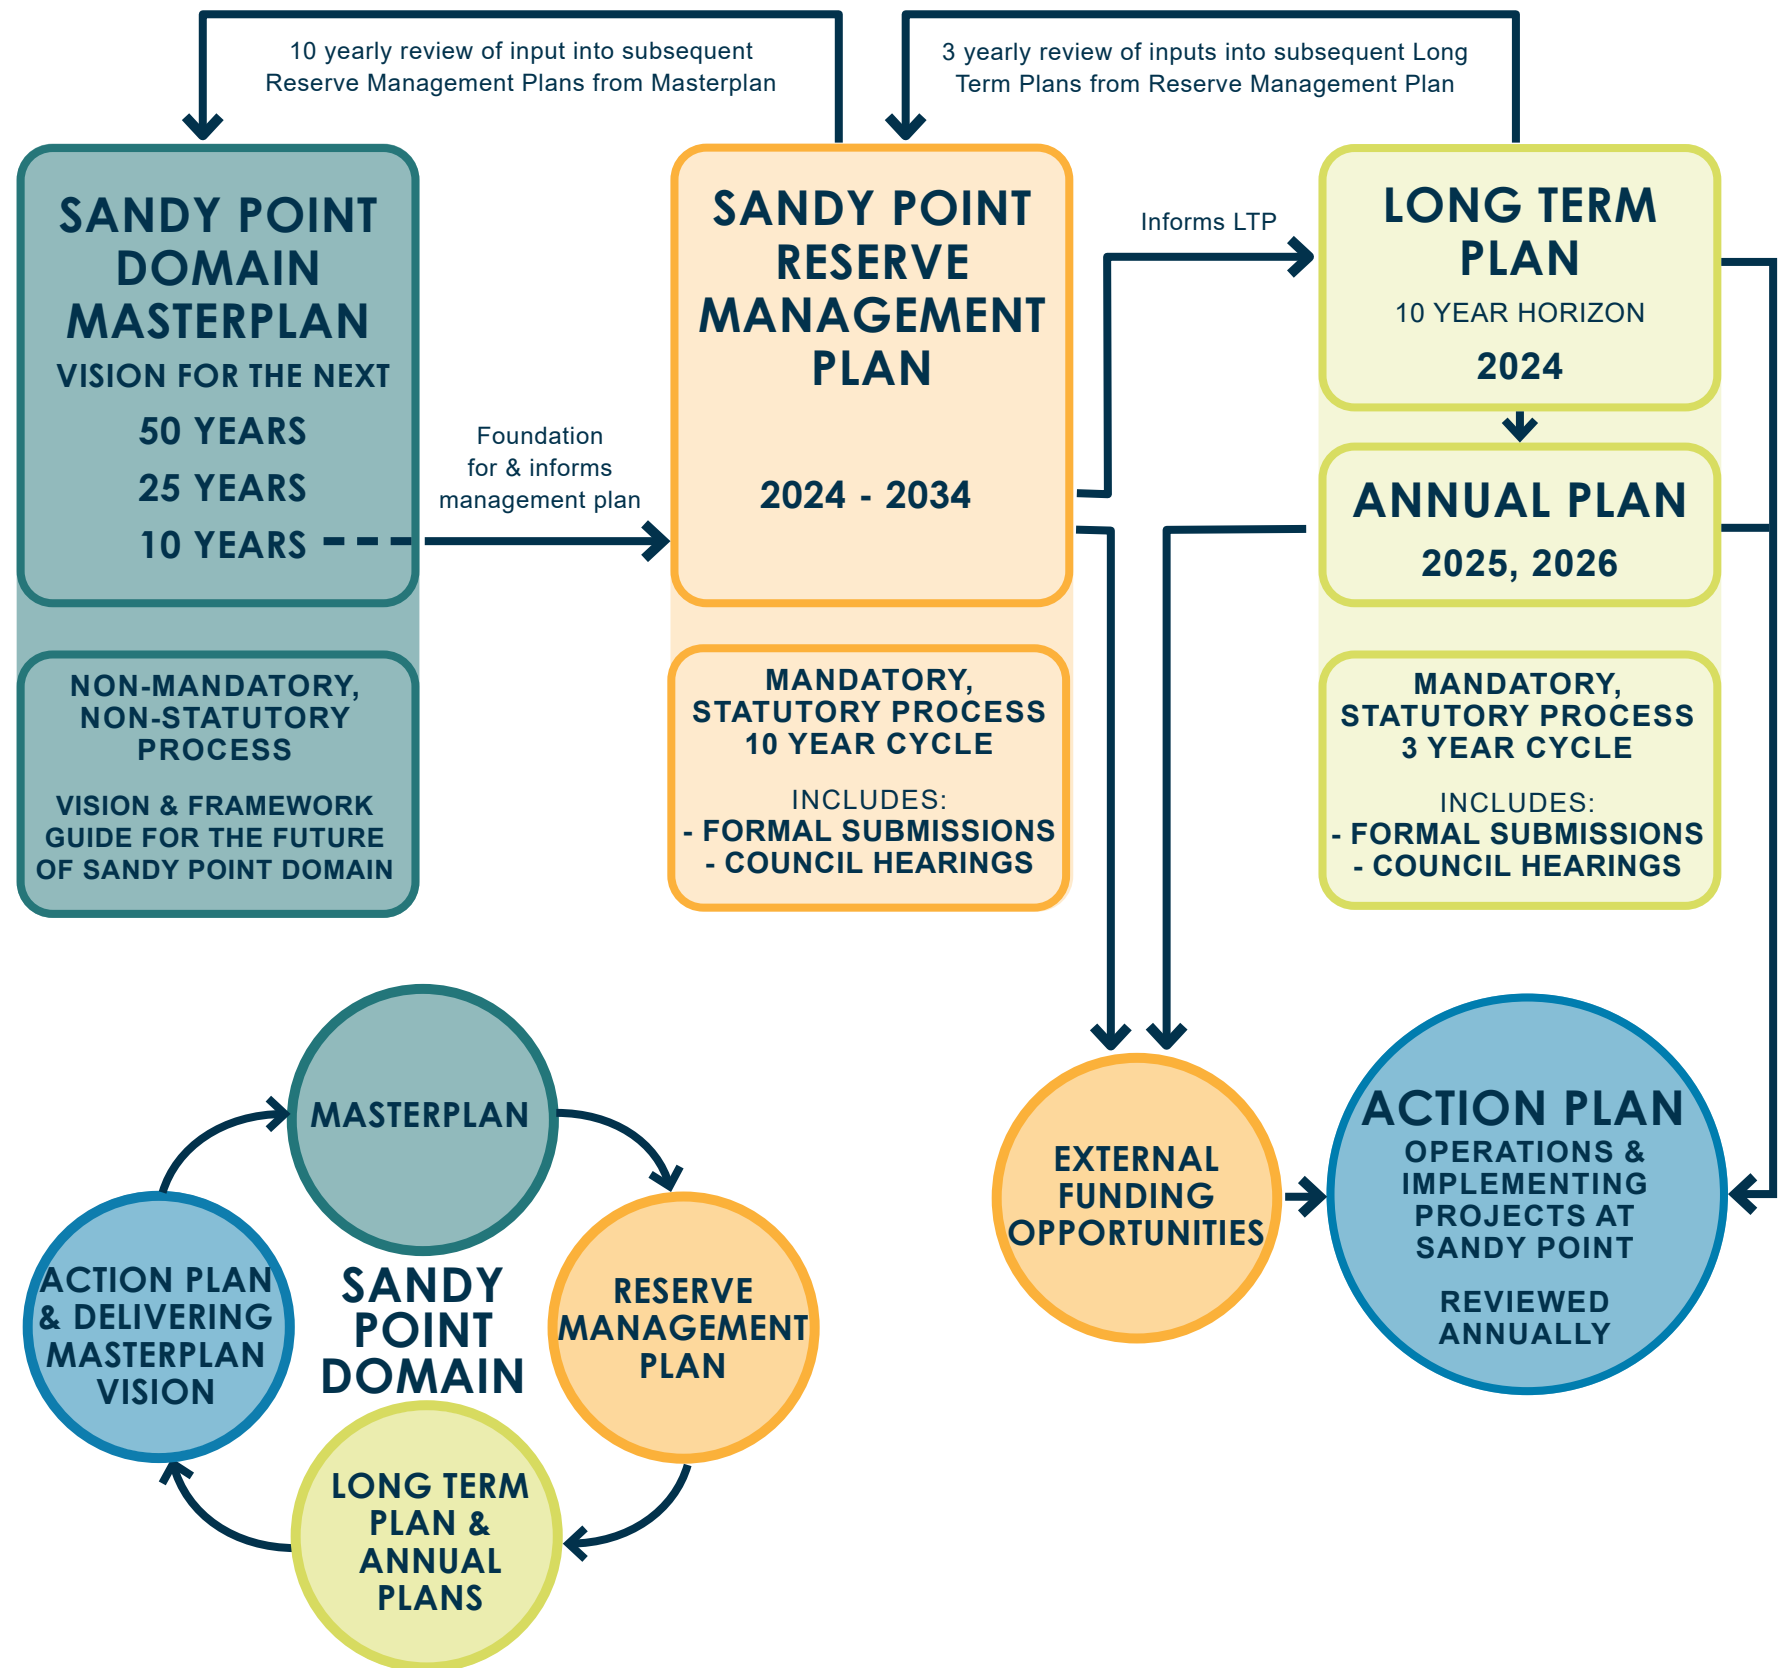 10 yearly review of input into subsequent
Reserve Management Plans from Masterplan
3 yearly review of inputs into subsequent Long
Term Plans from Reserve Management Plan
SANDY POINT
DOMAIN
MASTERPLAN
VISION FOR THE NEXT
50 YEARS
25 YEARS
10 YEARS
Foundation
for & informs
management plan
SANDY POINT
RESERVE
MANAGEMENT
PLAN
2024 - 2034
Informs LTP
LONG TERM
PLAN
10 YEAR HORIZON
2024
ANNUAL PLAN
2025, 2026
NON-MANDATORY,
NON-STATUTORY
PROCESS
VISION & FRAMEWORK
GUIDE FOR THE FUTURE
OF SANDY POINT DOMAIN
MANDATORY,
STATUTORY PROCESS
10 YEAR CYCLE
INCLUDES:
- FORMAL SUBMISSIONS
- COUNCIL HEARINGS
MANDATORY,
STATUTORY PROCESS
3 YEAR CYCLE
INCLUDES:
- FORMAL SUBMISSIONS
- COUNCIL HEARINGS
MASTERPLAN
RESERVE
MANAGEMENT
PLAN
LONG TERM
PLAN &
ANNUAL
PLANS
ACTION PLAN
& DELIVERING
MASTERPLAN
VISION
SANDY
POINT
DOMAIN
EXTERNAL
FUNDING
OPPORTUNITIES
ACTION PLAN
OPERATIONS &
IMPLEMENTING
PROJECTS AT
SANDY POINT
REVIEWED
ANNUALLY